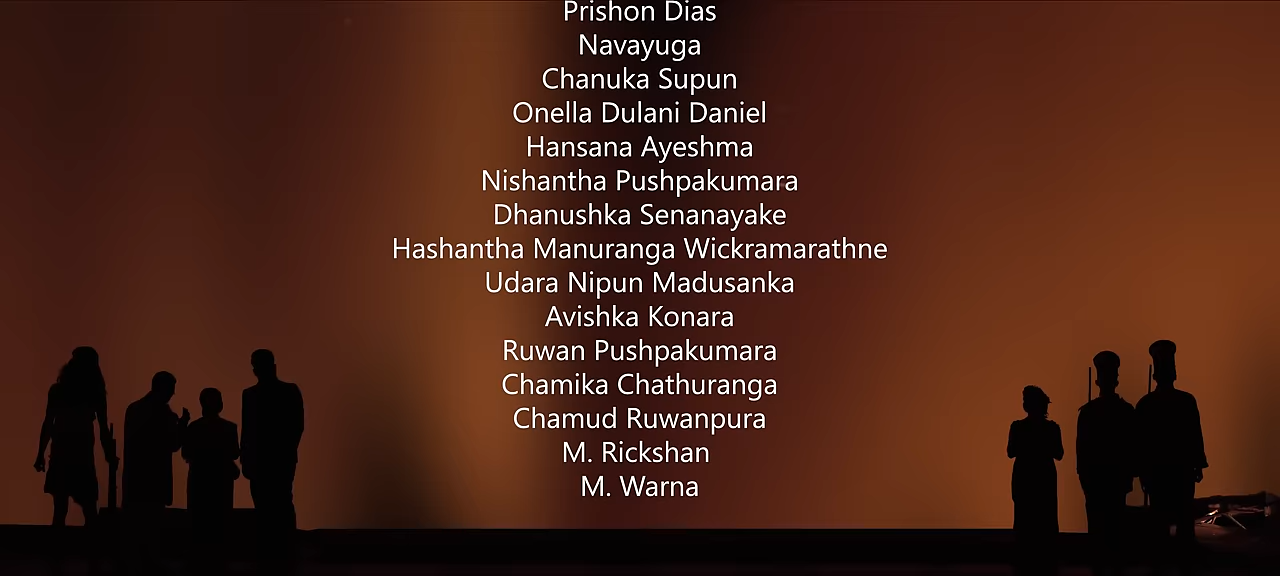 Prishon Dias
Navayuga
Chanuka Supun
Onella Dulani Daniel
Hansana Ayeshma
Nishantha Pushpakumara
Dhanushka Senanayake
Hashantha Manuranga Wickramarathne
Udara Nipun Madusanka
Avishka Konara
Ruwan Pushpakumara
Chamika Chathuranga
Chamud Ruwanpura
M. Rickshan
M. Warna